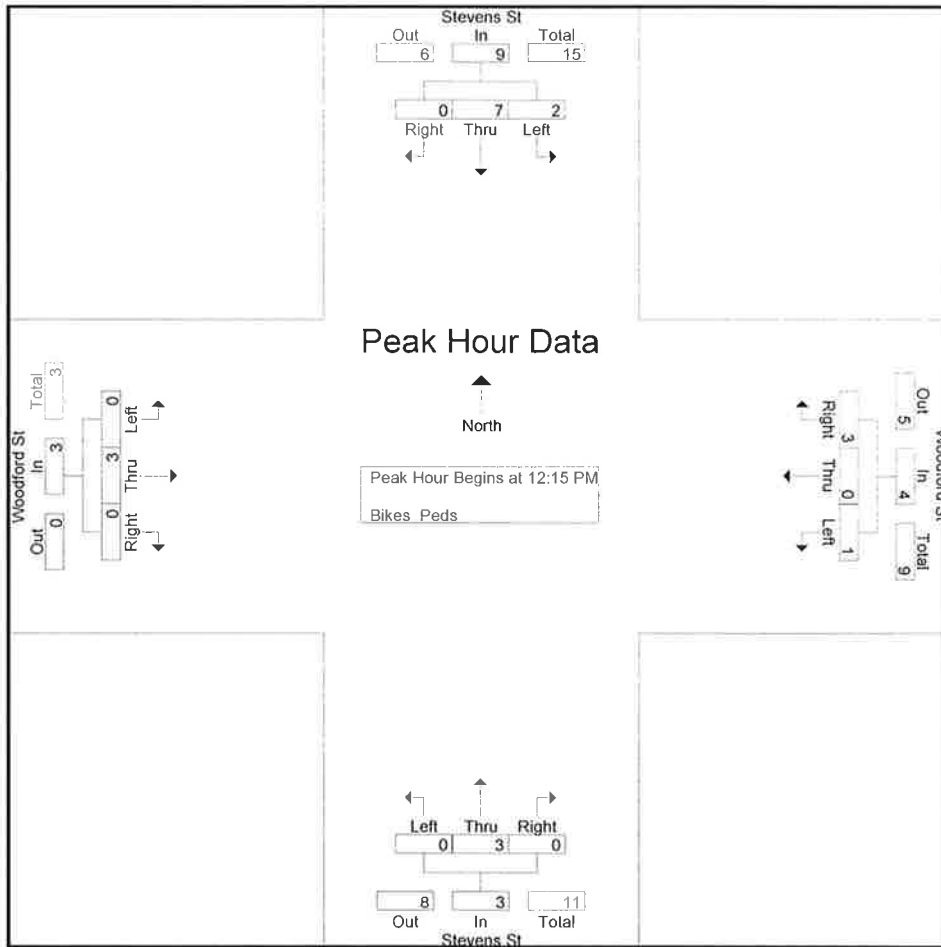 Stevens St
Out In Total
6 9 15
0 7 2
Right Thru Left
Peak Hour Data
North
Peak Hour Begins at 12:15 PM
Bikes Peds
Woodford St
Total In Out
3 3 0
0 3 0
Left Thru Right
Right Thru Left
3 0 1
5 4 9
Out In Total
Woodford St
Left Thru Right
0 3 0
8 3 11
Out In Total
Stevens St